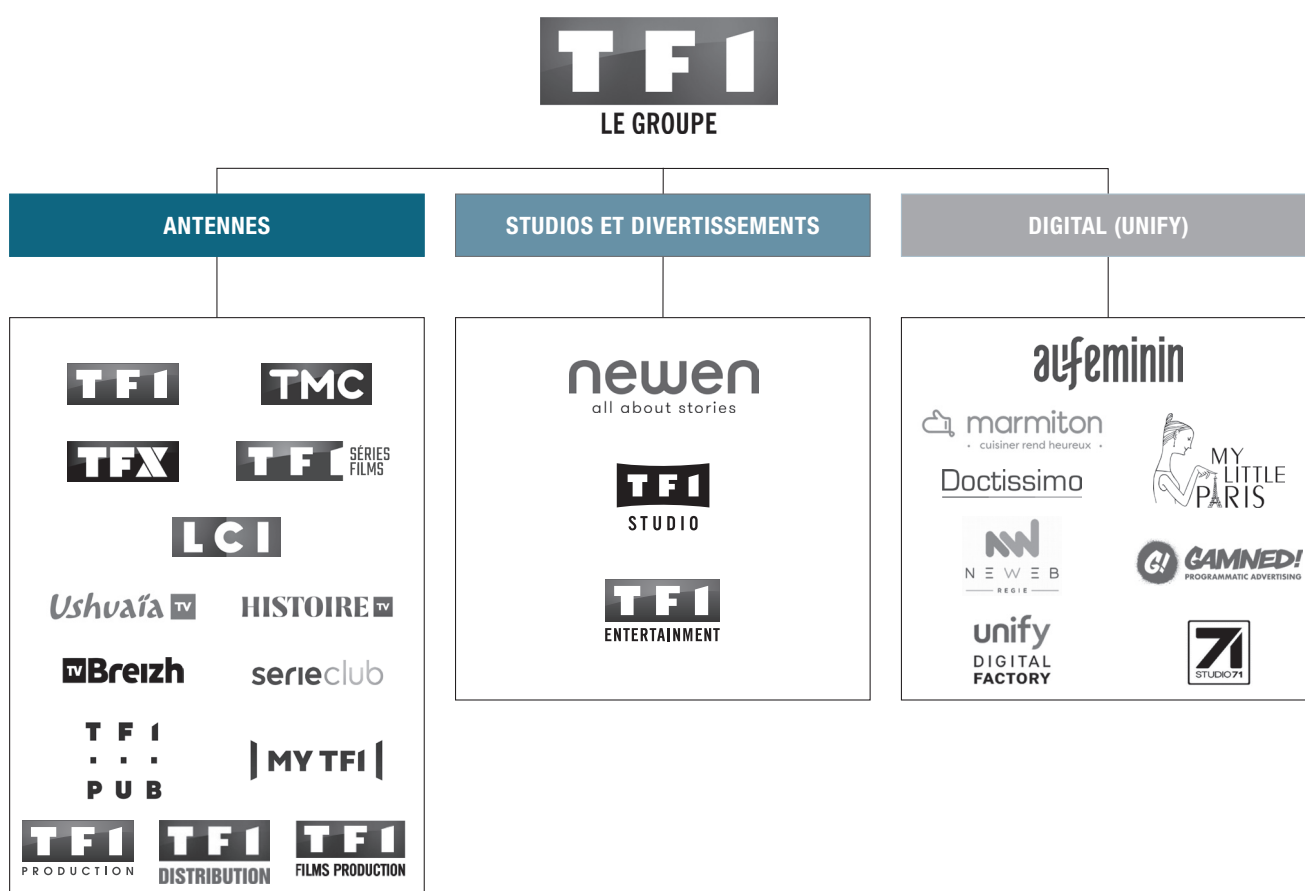 TF1
LE GROUPE
ANTENNES
STUDIOS ET DIVERTISSEMENTS
DIGITAL (UNIFY)
TF1
TMC
TFX
TF1 SÉRIES
FILMS
LCI
Ushuaïa TV
HISTOIRE TV
TV Breizh
serieclub
TF1
PUB
MY TF1
TF1
PRODUCTION
TF1
DISTRIBUTION
TF1
FILMS PRODUCTION
newen
all about stories
TF1
STUDIO
TF1
ENTERTAINMENT
aufeminin
marmiton
• cuisiner rend heureux •
Doctissimo
MY
LITTLE
PARIS
NEWEB
REGIE
G! GAMNED!
PROGRAMMATIC ADVERTISING
unify
DIGITAL
FACTORY
71
STUDIO71